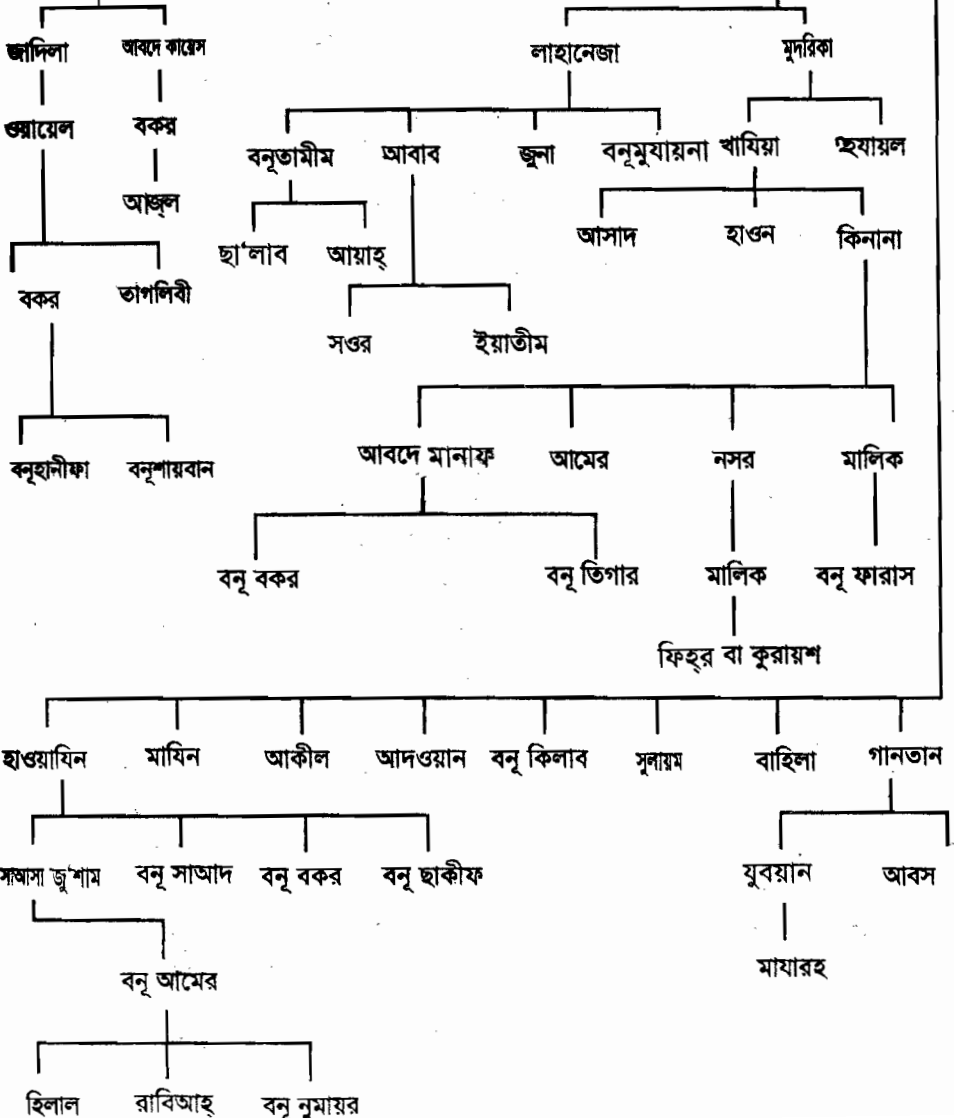 জাদিলা আবদে কায়েস লাহানেজা মুদরিকা
ওয়ায়েল বকর বনূতামীম আবাব জুনা বনূমুযায়না খাযিয়া হুযায়ল
আজ্‌ল ছা'লাব আয়াহ্ আসাদ হাওন কিনানা
বকর তাগলিবী সওর ইয়াতীম
বনূহানীফা বনূশায়বান আবদে মানাফ আমের নসর মালিক
বনূ বকর বনূ তিগার মালিক বনূ ফারাস
ফিহ্‌র বা কুরায়শ
হাওয়াযিন মাযিন আকীল আদওয়ান বনূ কিলাব সুলায়ম বাহিলা গানতান
সাআসা জু'শাম বনূ সাআদ বনূ বকর বনূ ছাকীফ যুবয়ান আবস
বনূ আমের মাযারহ
হিলাল রাবিআহ্ বনূ নুমায়র